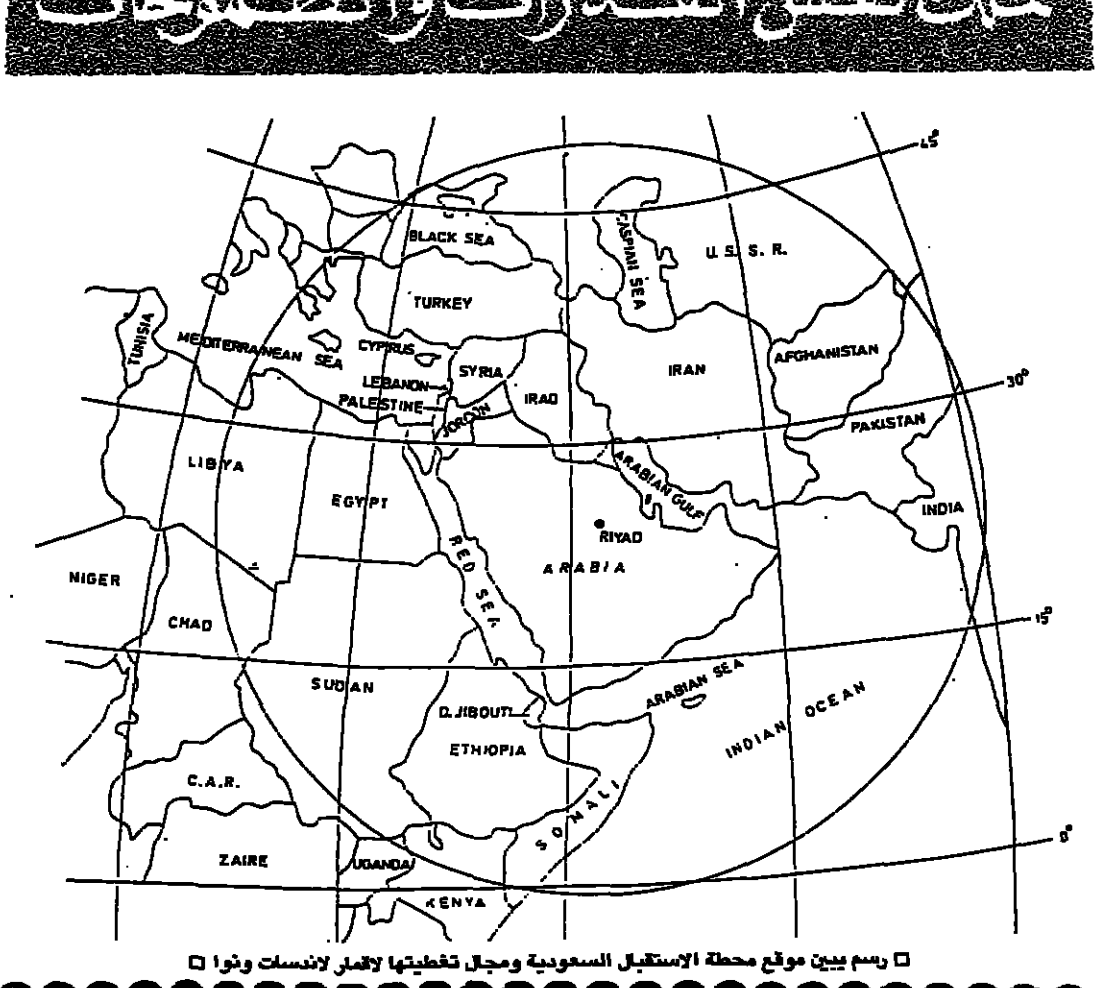 45°
BLACK SEA
CASPIAN SEA
U.S.S.R.
TURKEY
TUNISIA
MEDITERRANEAN SEA
CYPRUS
SYRIA
IRAN
AFGHANISTAN
LEBANON
30°
PALESTINE
JORDON
IRAQ
PAKISTAN
LIBYA
ARABIAN GULF
EGYPT
INDIA
RIYAD
RED SEA
ARABIA
NIGER
CHAD
15°
SUDAN
ARABIAN SEA
DJIBOUTI
INDIAN OCEAN
ETHIOPIA
C.A.R.
SOMALI
0°
ZAIRE
UGANDA
KENYA
□ رسم يبين موقع محطة الاستقبال السعودية ومجال تغطيتها لاقمار لاندسات ونوا □